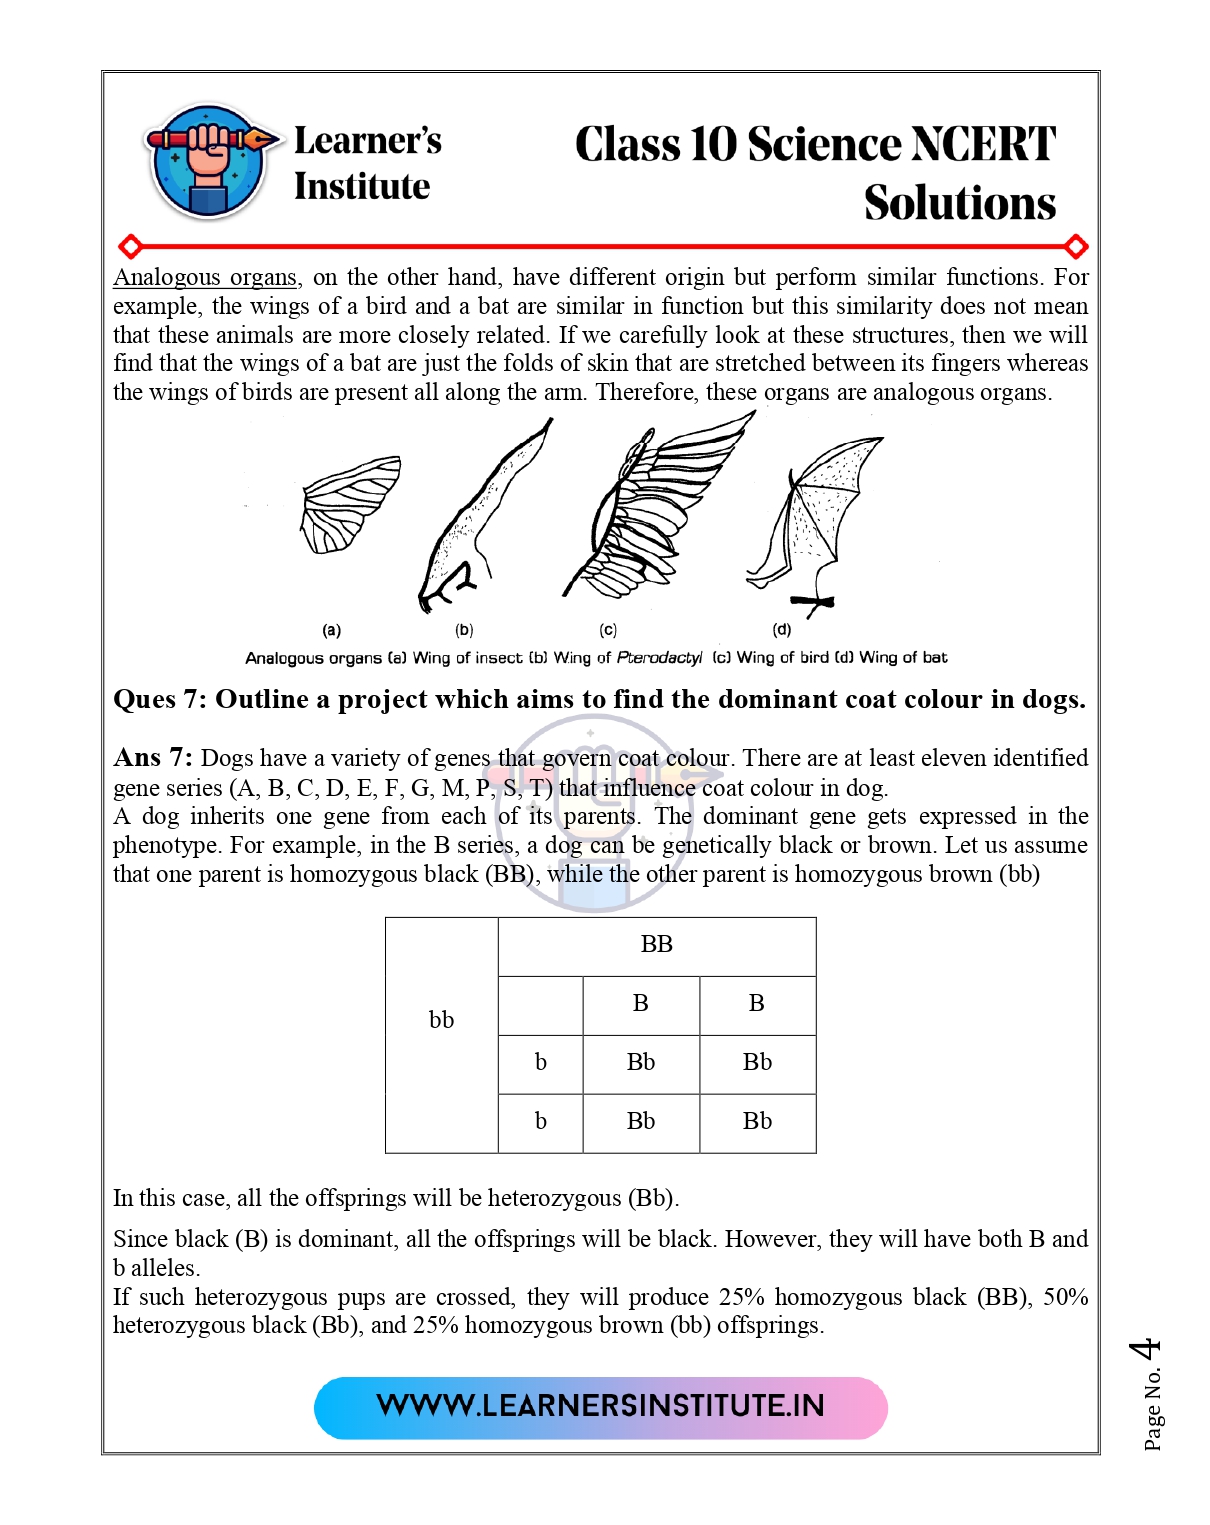 Learner's
Institute
Class 10 Science NCERT
Solutions
Analogous organs, on the other hand, have different origin but perform similar functions. For
example, the wings of a bird and a bat are similar in function but this similarity does not mean
that these animals are more closely related. If we carefully look at these structures, then we will
find that the wings of a bat are just the folds of skin that are stretched between its fingers whereas
the wings of birds are present all along the arm. Therefore, these organs are analogous organs.
(a) (b) (c) (d)
Analogous organs (a) Wing of insect (b) Wing of Pterodactyl (c) Wing of bird (d) Wing of bat
Ques 7: Outline a project which aims to find the dominant coat colour in dogs.
Ans 7: Dogs have a variety of genes that govern coat colour. There are at least eleven identified
gene series (A, B, C, D, E, F, G, M, P, S, T) that influence coat colour in dog.
A dog inherits one gene from each of its parents. The dominant gene gets expressed in the
phenotype. For example, in the B series, a dog can be genetically black or brown. Let us assume
that one parent is homozygous black (BB), while the other parent is homozygous brown (bb)
BB
bb
B B
b Bb Bb
b Bb Bb
In this case, all the offsprings will be heterozygous (Bb).
Since black (B) is dominant, all the offsprings will be black. However, they will have both B and
b alleles.
If such heterozygous pups are crossed, they will produce 25% homozygous black (BB), 50%
heterozygous black (Bb), and 25% homozygous brown (bb) offsprings.
WWW.LEARNERSINSTITUTE.IN
Page No. 4